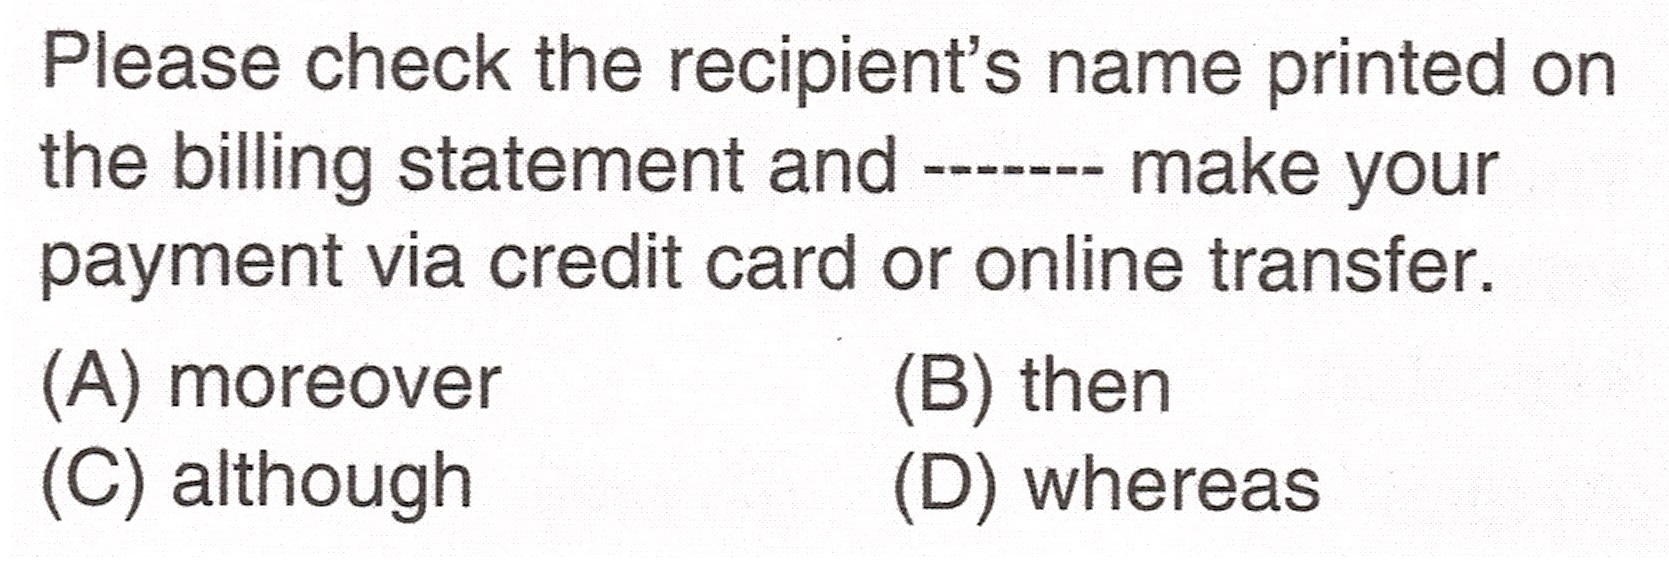 Please check the recipient's name printed on
the billing statement and ------- make your
payment via credit card or online transfer.
(A) moreover (B) then
(C) although (D) whereas